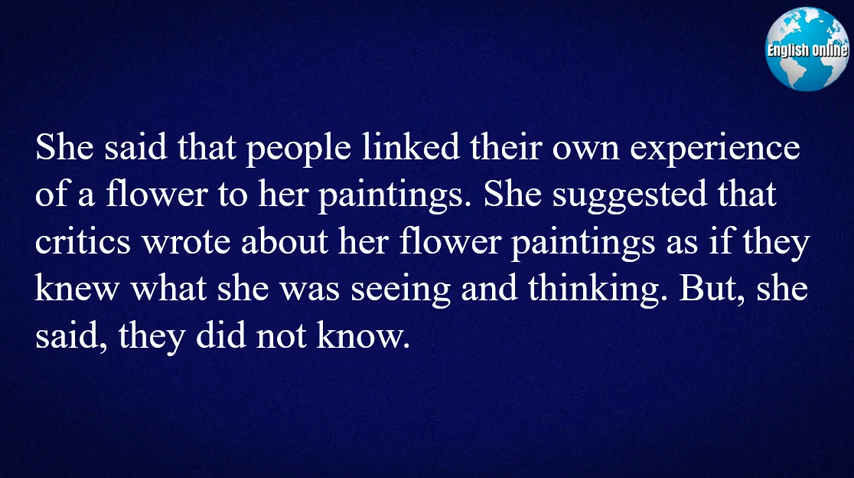 English Online
She said that people linked their own experience
of a flower to her paintings. She suggested that
critics wrote about her flower paintings as if they
knew what she was seeing and thinking. But, she
said, they did not know.